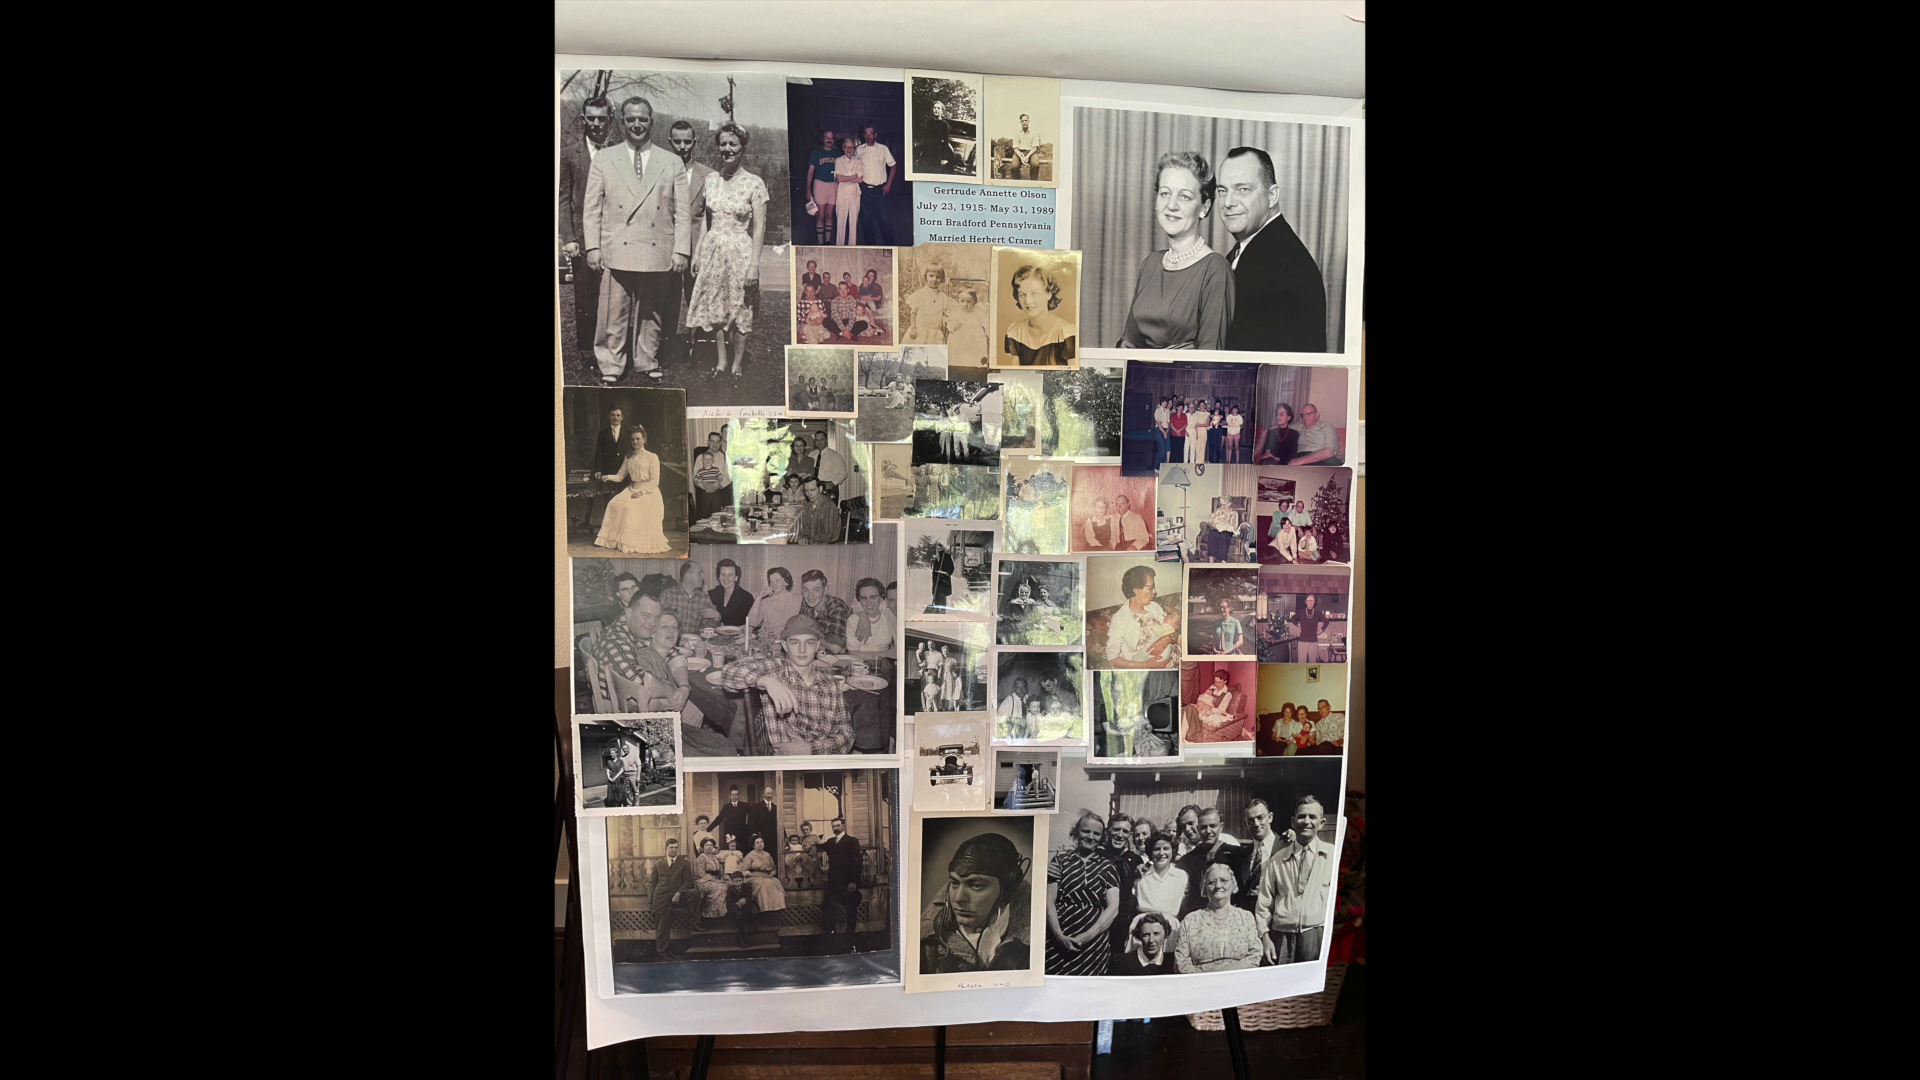 Gertrude Annette Olson
July 23, 1915- May 31, 1989
Born Bradford Pennsylvania
Married Herbert Cramer